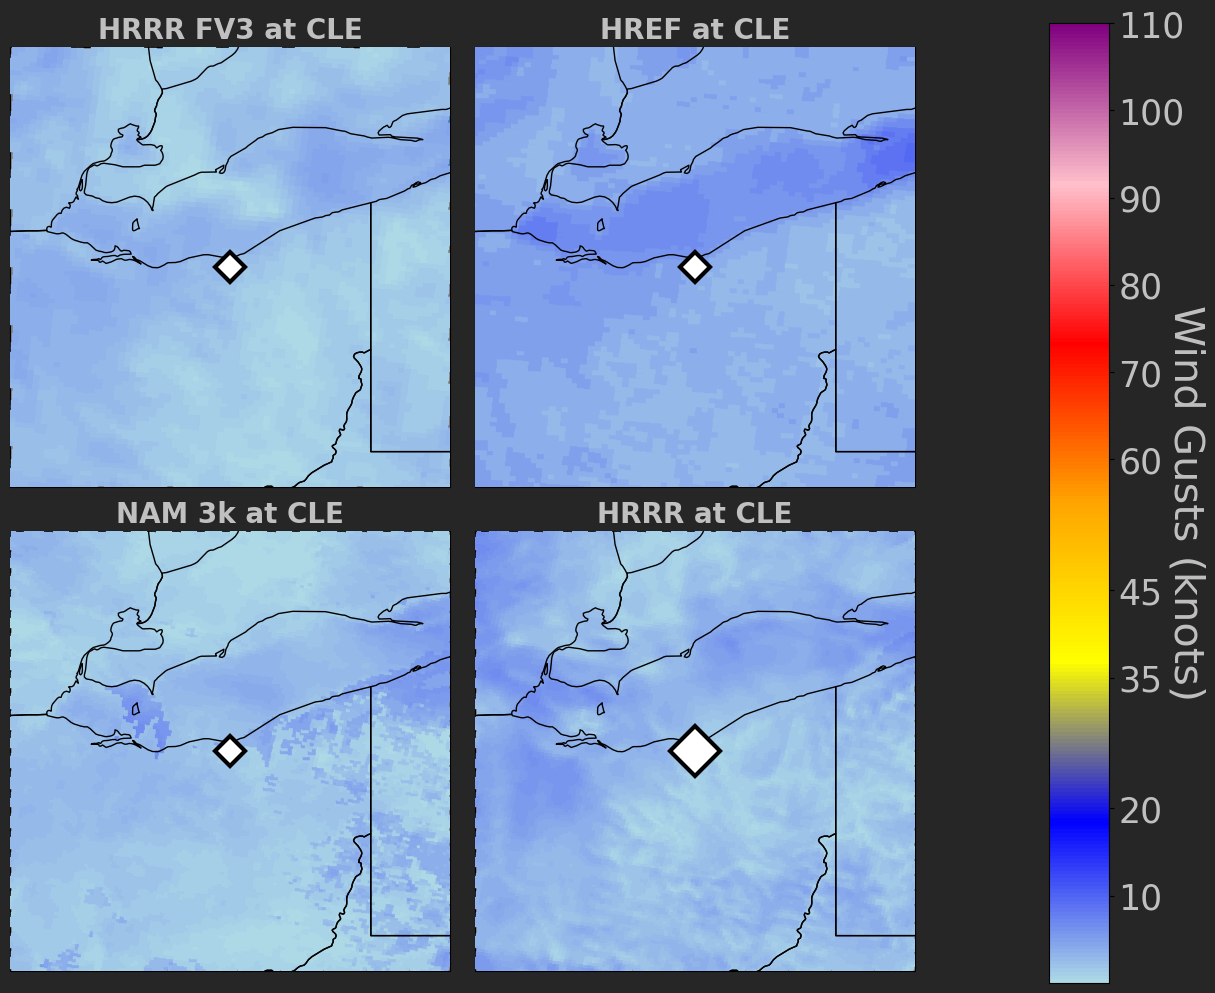 HRRR FV3 at CLE
HREF at CLE
NAM 3k at CLE
HRRR at CLE
110
100
90
80
70
60
45
35
20
10
Wind Gusts (knots)